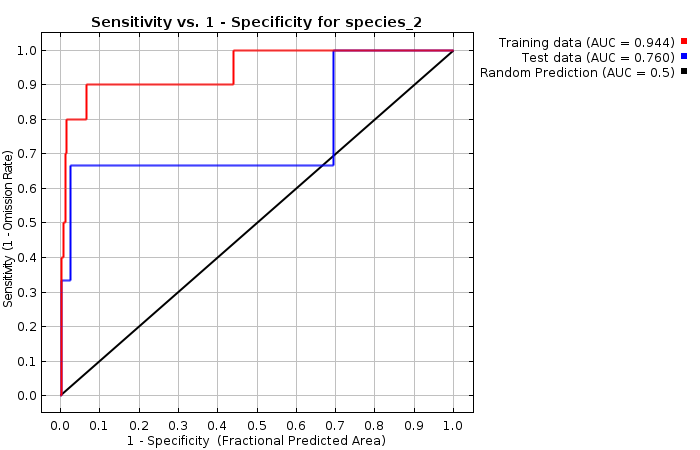 Sensitivity vs. 1 - Specificity for species_2
Training data (AUC = 0.944)
Test data (AUC = 0.760)
Random Prediction (AUC = 0.5)
Sensitivity (1 - Omission Rate)
1.0
0.9
0.8
0.7
0.6
0.5
0.4
0.3
0.2
0.1
0.0
0.0 0.1 0.2 0.3 0.4 0.5 0.6 0.7 0.8 0.9 1.0
1 - Specificity (Fractional Predicted Area)